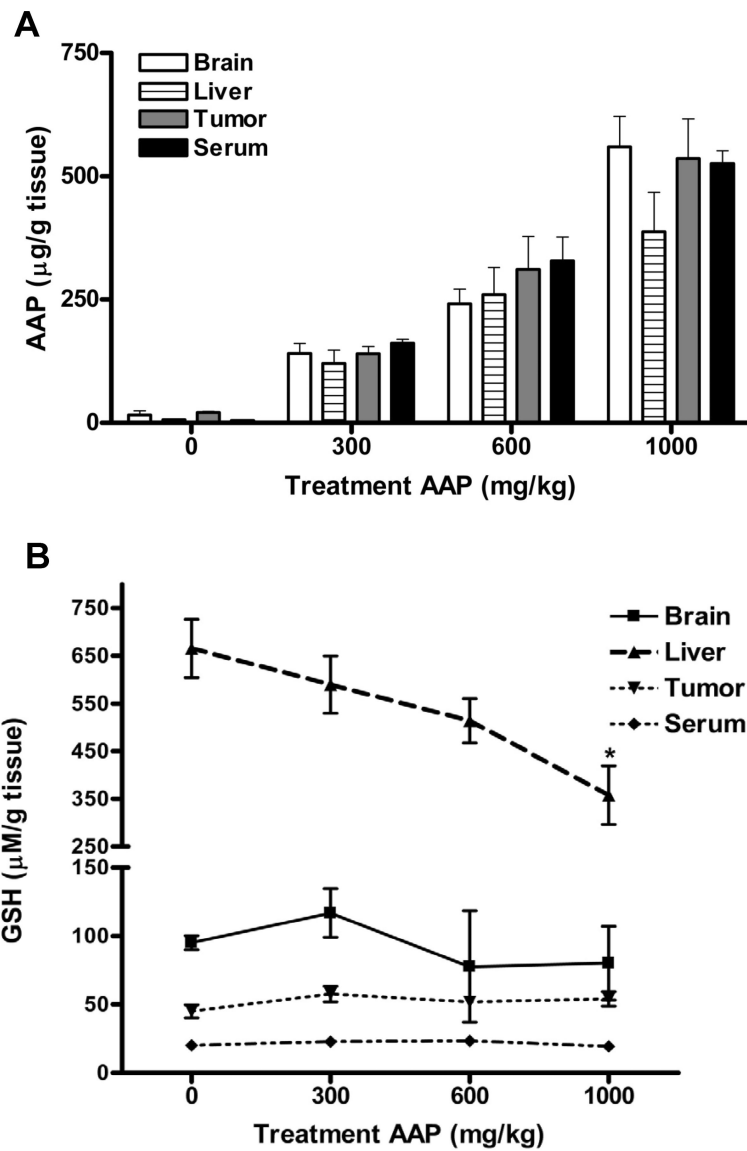 A
750
500
250
0
AAP (μg/g tissue)
Brain
Liver
Tumor
Serum
0 300 600 1000
Treatment AAP (mg/kg)
B
750
650
550
450
350
250
150
100
50
0
GSH (μM/g tissue)
Brain
Liver
Tumor
Serum
*
0 300 600 1000
Treatment AAP (mg/kg)